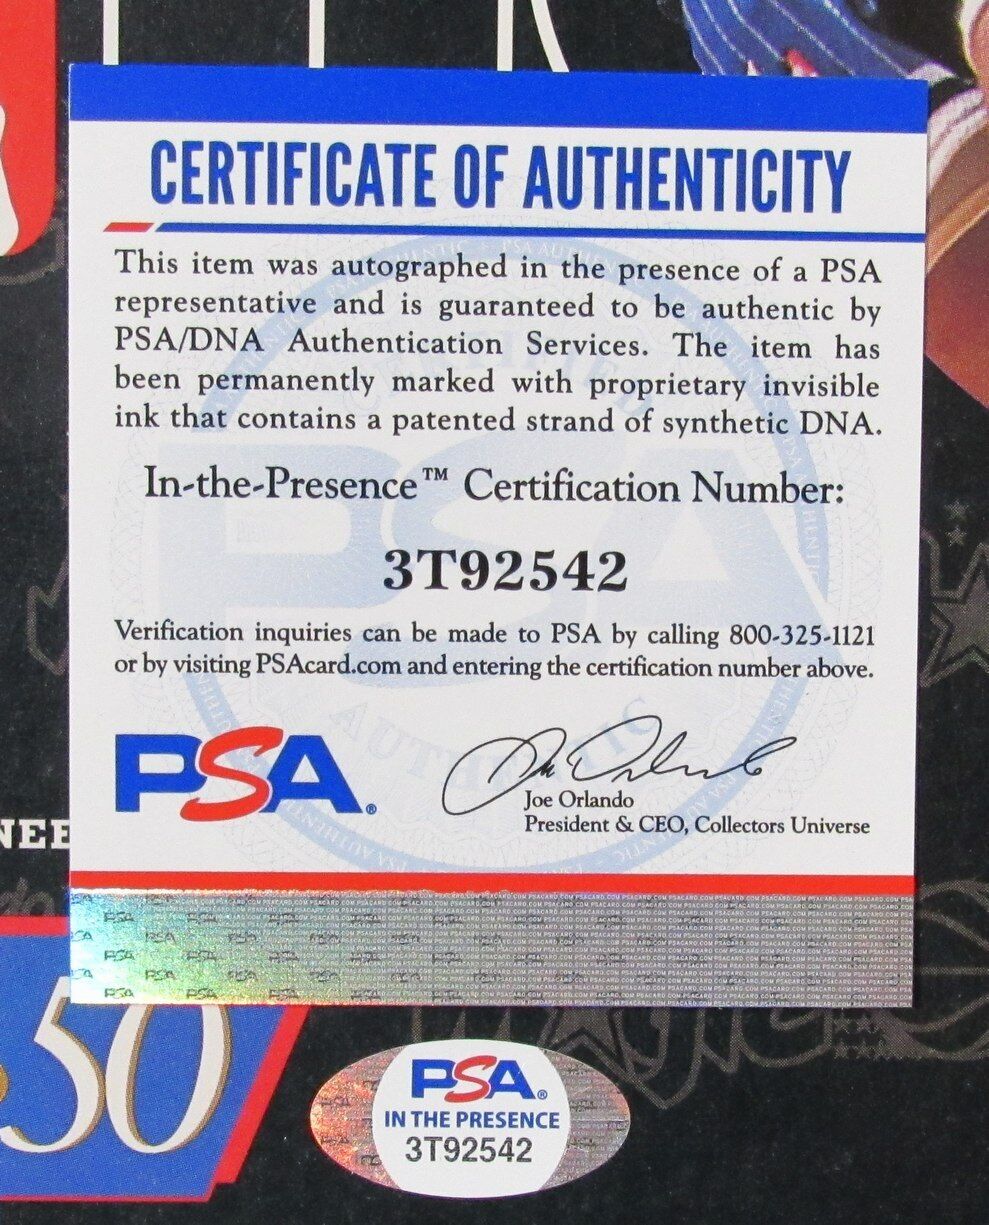 CERTIFICATE OF AUTHENTICITY
This item was autographed in the presence of a PSA
representative and is guaranteed to be authentic by
PSA/DNA Authentication Services. The item has
been permanently marked with proprietary invisible
ink that contains a patented strand of synthetic DNA.
In-the-Presence™ Certification Number:
3T92542
Verification inquiries can be made to PSA by calling 800-325-1121
or by visiting PSAcard.com and entering the certification number above.
PSA®
Joe Orlando
President & CEO, Collectors Universe
NEE
50
PSA®
IN THE PRESENCE
3T92542